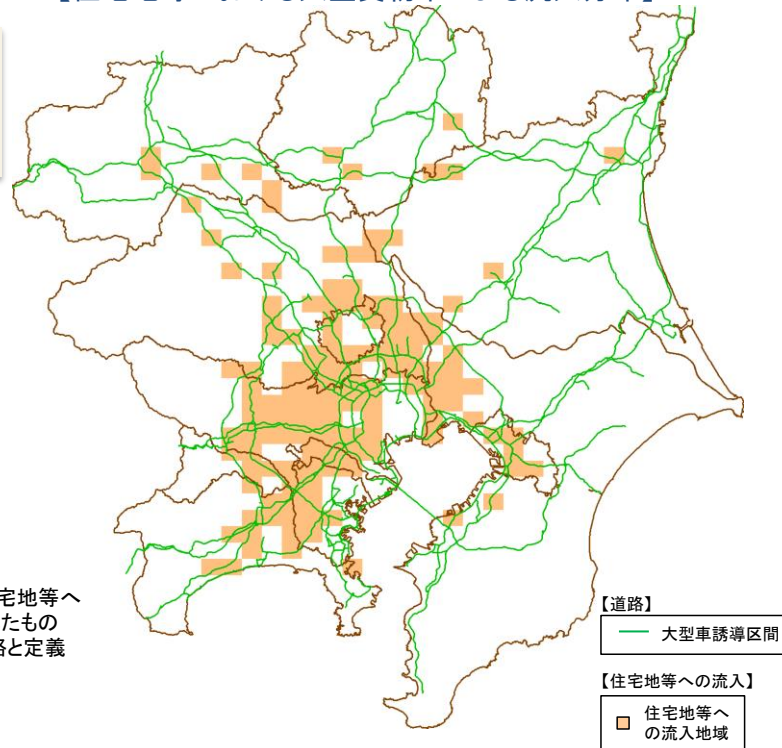 宅地等へ
たもの
路と定義
【道路】
大型車誘導区間
【住宅地等への流入】
住宅地等へ
の流入地域